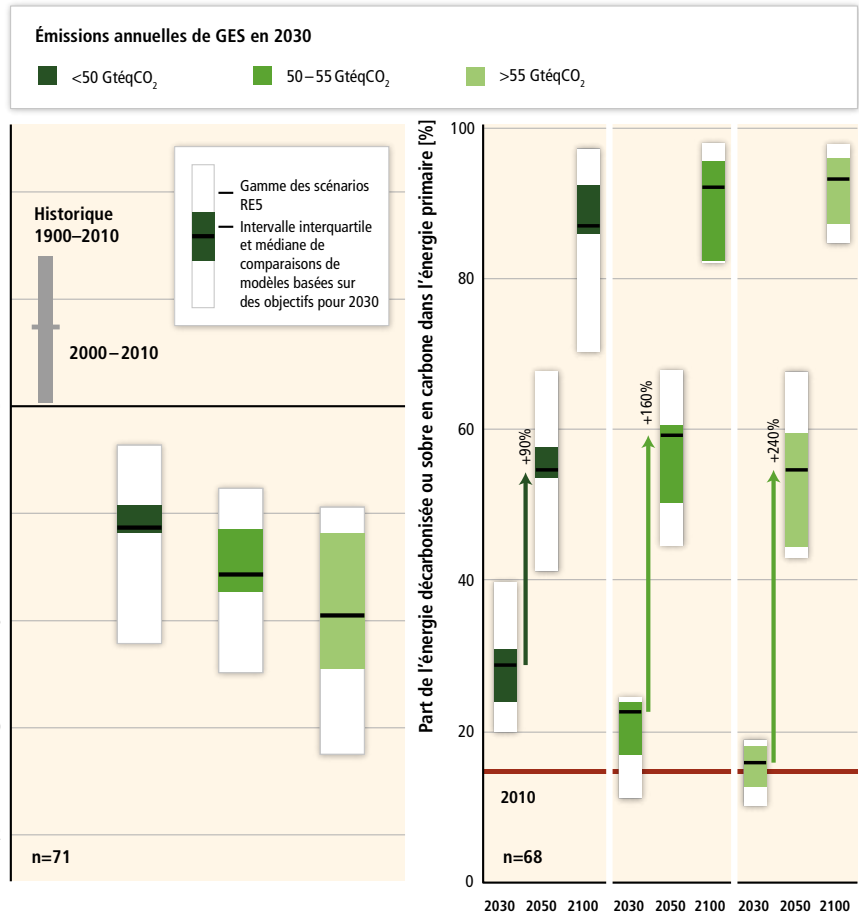 Émissions annuelles de GES en 2030
<50 GtéqCO₂
50–55 GtéqCO₂
>55 GtéqCO₂
Gamme des scénarios
RE5
Intervalle interquartile
et médiane de
comparaisons de
modèles basées sur
des objectifs pour 2030
Historique
1900–2010
2000–2010
n=71
Part de l'énergie décarbonisée ou sobre en carbone dans l'énergie primaire [%]
100
80
60
40
20
0
+90%
+160%
+240%
2010
n=68
2030 2050 2100 2030 2050 2100 2030 2050 2100